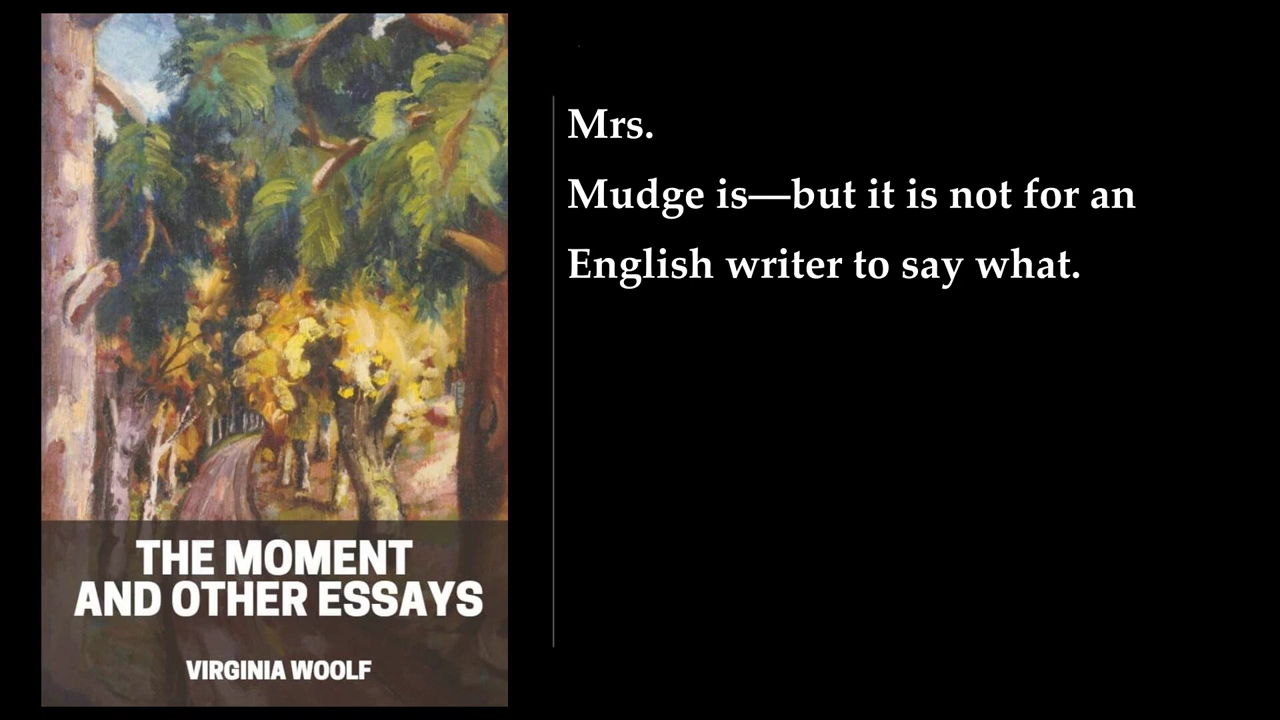 Mrs.
Mudge is—but it is not for an
English writer to say what.
THE MOMENT
AND OTHER ESSAYS
VIRGINIA WOOLF